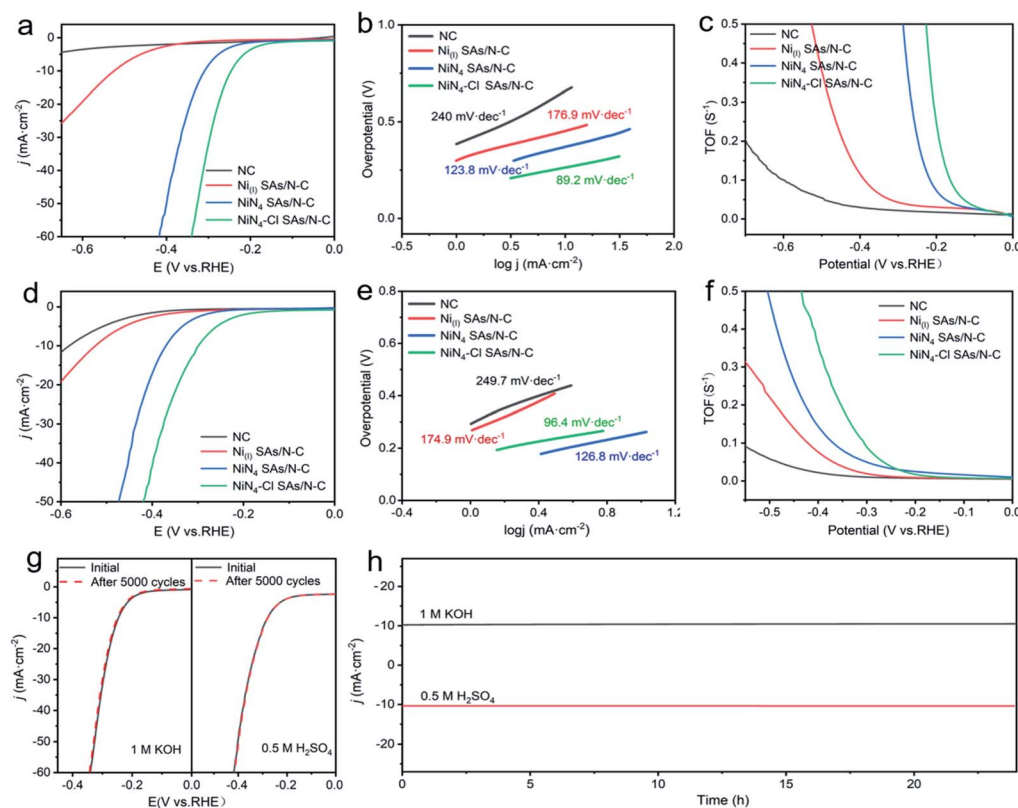 a
0
-10
-20
-30
-40
-50
-60
j (mA·cm⁻²)
NC
Ni₍ᵢ₎ SAs/N-C
NiN₄ SAs/N-C
NiN₄-Cl SAs/N-C
-0.6
-0.4
-0.2
0.0
E (V vs.RHE)
b
1.0
0.5
0.0
Overpotential (V)
NC
Ni₍ᵢ₎ SAs/N-C
NiN₄ SAs/N-C
NiN₄-Cl SAs/N-C
240 mV·dec⁻¹
176.9 mV·dec⁻¹
123.8 mV·dec⁻¹
89.2 mV·dec⁻¹
-0.5
0.0
0.5
1.0
1.5
2.0
log j (mA·cm⁻²)
c
0.5
0.4
0.3
0.2
0.1
0.0
TOF (S⁻¹)
NC
Ni₍ᵢ₎ SAs/N-C
NiN₄ SAs/N-C
NiN₄-Cl SAs/N-C
-0.6
-0.4
-0.2
0.0
Potential (V vs.RHE）
d
0
-10
-20
-30
-40
-50
j (mA·cm⁻²)
NC
Ni₍ᵢ₎ SAs/N-C
NiN₄ SAs/N-C
NiN₄-Cl SAs/N-C
-0.6
-0.4
-0.2
0.0
E (V vs.RHE)
e
0.8
0.6
0.4
0.2
0.0
Overpotential (V)
NC
Ni₍ᵢ₎ SAs/N-C
NiN₄ SAs/N-C
NiN₄-Cl SAs/N-C
249.7 mV·dec⁻¹
174.9 mV·dec⁻¹
96.4 mV·dec⁻¹
126.8 mV·dec⁻¹
-0.4
0.0
0.4
0.8
1.2
logj (mA·cm⁻²)
f
0.5
0.4
0.3
0.2
0.1
0.0
TOF (S⁻¹)
NC
Ni₍ᵢ₎ SAs/N-C
NiN₄ SAs/N-C
NiN₄-Cl SAs/N-C
-0.5
-0.4
-0.3
-0.2
-0.1
0.0
Potential (V vs.RHE)
g
Initial
After 5000 cycles
Initial
After 5000 cycles
0
-10
-20
-30
-40
-50
-60
j (mA·cm⁻²)
1 M KOH
0.5 M H₂SO₄
-0.4
-0.2
0.0
-0.4
-0.2
0.0
E(V vs.RHE）
h
-20
-10
0
-10
-20
j (mA·cm⁻²)
1 M KOH
0.5 M H₂SO₄
0
5
10
15
20
Time (h)